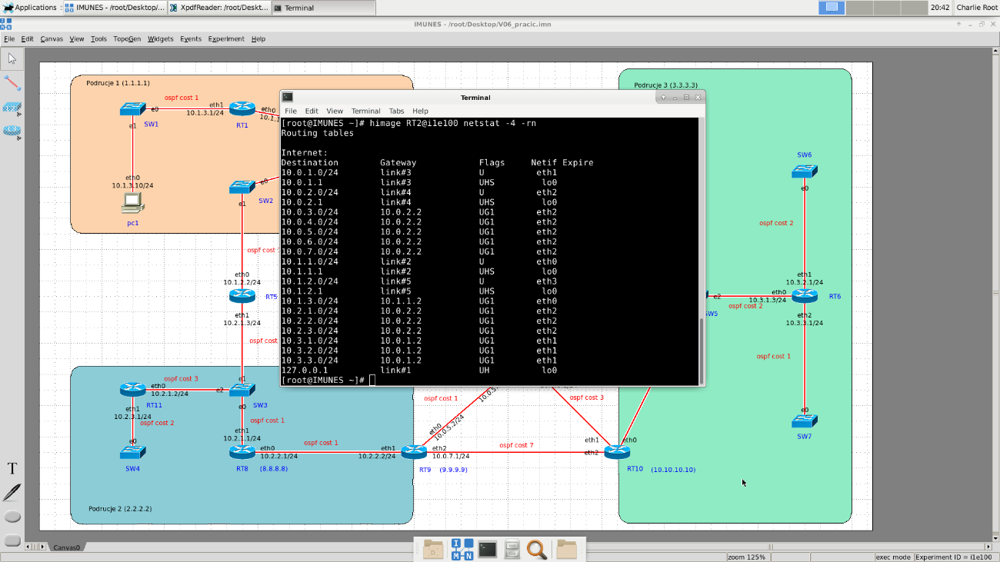 Applications
IMUNES - /root/Desktop/...
XpdfReader: /root/Deskt...
Terminal
20:42
Charlie Root
IMUNES - /root/Desktop/V06_pracic.imn
File Edit Canvas View Tools TopoGen Widgets Events Experiment Help
Podrucje 1 (1.1.1.1)
ospf cost 1
e0
SW1
e1
eth1
10.1.3.1/24
RT1
eth0
eth0
10.1.3.10/24
pc1
SW2
e0
e1
eth0
10.1.2.2/24
RT5
eth1
10.2.1.3/24
Podrucje 3 (3.3.3.3)
SW6
e0
ospf cost 2
eth1
10.3.2.1/24
e2
eth0
10.3.1.3/24
RT6
ospf cost 2
eth2
10.3.3.1/24
ospf cost 1
e0
SW7
Terminal
File Edit View Terminal Tabs Help
[root@IMUNES ~]# himage RT2@i1e100 netstat -4 -rn
Routing tables
Internet:
Destination Gateway Flags Netif Expire
10.0.1.0/24 link#3 U eth1
10.0.1.1 link#3 UHS lo0
10.0.2.0/24 link#4 U eth2
10.0.2.1 link#4 UHS lo0
10.0.3.0/24 10.0.2.2 UG1 eth2
10.0.4.0/24 10.0.2.2 UG1 eth2
10.0.5.0/24 10.0.2.2 UG1 eth2
10.0.6.0/24 10.0.2.2 UG1 eth2
10.0.7.0/24 10.0.2.2 UG1 eth2
10.1.1.0/24 link#2 U eth0
10.1.1.1 link#2 UHS lo0
10.1.2.0/24 link#5 U eth3
10.1.2.1 link#5 UHS lo0
10.1.3.0/24 10.1.1.2 UG1 eth0
10.2.1.0/24 10.0.2.2 UG1 eth2
10.2.2.0/24 10.0.2.2 UG1 eth2
10.2.3.0/24 10.0.2.2 UG1 eth2
10.3.1.0/24 10.0.1.2 UG1 eth1
10.3.2.0/24 10.0.1.2 UG1 eth1
10.3.3.0/24 10.0.1.2 UG1 eth1
127.0.0.1 link#1 UH lo0
[root@IMUNES ~]#
ospf cost 3
eth0
10.2.1.2/24
RT11
eth1
10.2.3.1/24
ospf cost 2
e0
SW4
e1
e2
SW3
e0
ospf cost 1
eth1
10.2.1.1/24
RT8 (8.8.8.8)
eth0
10.2.2.1/24
ospf cost 1
eth1
10.2.2.2/24
ospf cost 1
eth0
10.0.5.2/24
eth2
10.0.7.1/24
RT9 (9.9.9.9)
ospf cost 7
ospf cost 3
eth1
eth2
eth0
RT10 (10.10.10.10)
Podrucje 2 (2.2.2.2)
Canvas0
T
zoom 125%
exec mode
Experiment ID = i1e100